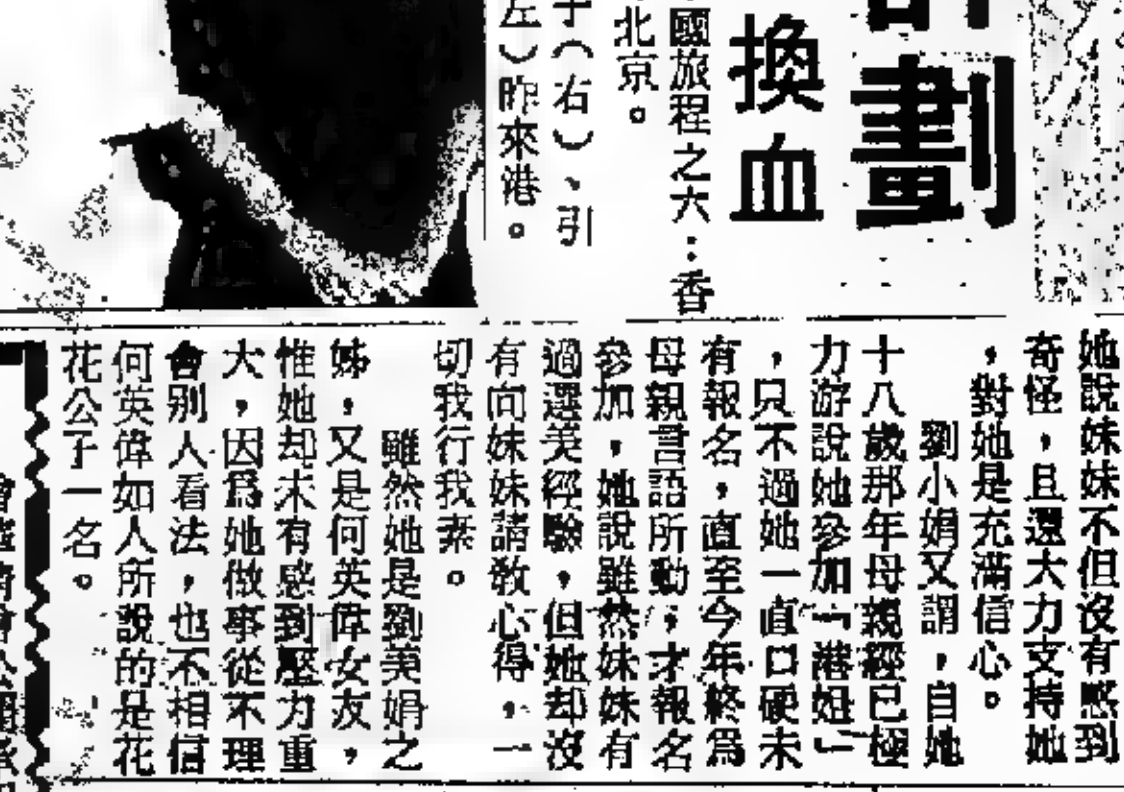 劃
換血
國旅程之六：香
北京。
（右）、引
左）昨來港。
她說妹妹不但沒有感到
奇怪，且還大力支持她
，對她是充滿信心。
劉小娟又謂，自她
十八歲那年母親經已極
力游說她參加「港姐」
，只不過她一直口硬未
有報名，直至今年終爲
母親言語所動，才報名
參加，她說雖然妹妹有
過選美經驗，但她却沒
有向妹妹請敎心得，一
切我行我素。
雖然她是劉美娟之
姊，又是何英偉女友，
惟她却未有感到壓力重
大，因爲她做事從不理
會別人看法，也不相信
何英偉如人所說的是花
花公子一名。